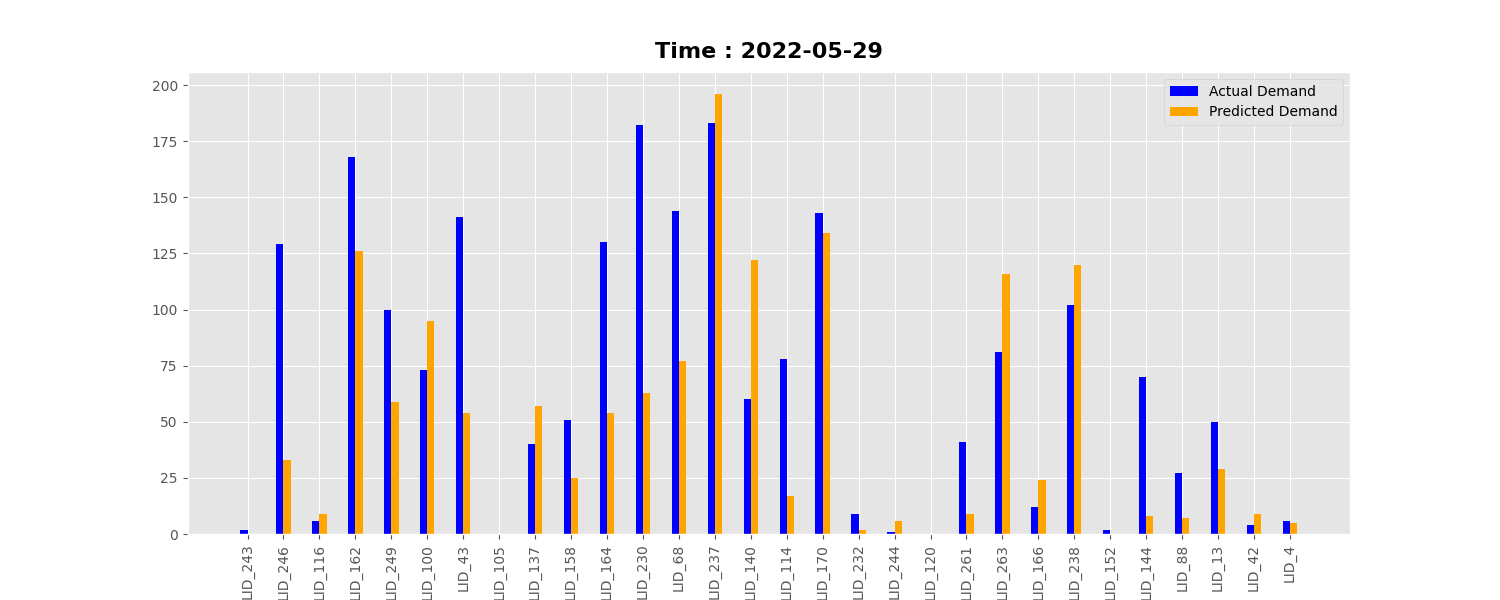 Time : 2022-05-29
Actual Demand
Predicted Demand
200
175
150
125
100
75
50
25
0
LID_243
LID_246
LID_116
LID_162
LID_249
LID_100
LID_43
LID_105
LID_137
LID_158
LID_164
LID_230
LID_68
LID_237
LID_140
LID_114
LID_170
LID_232
LID_244
LID_120
LID_261
LID_263
LID_166
LID_238
LID_152
LID_144
LID_88
LID_13
LID_42
LID_4